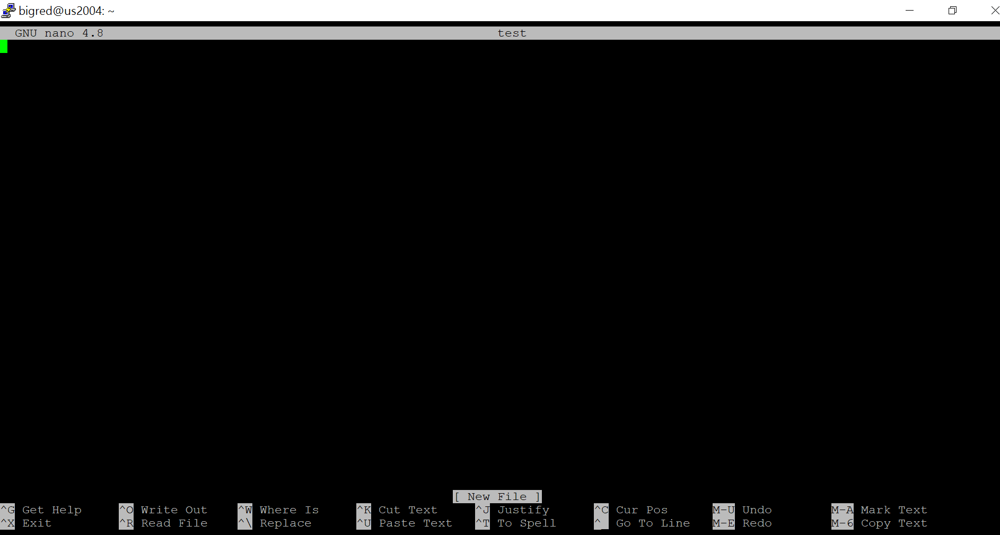 bigred@us2004: ~
GNU nano 4.8 test
[ New File ]
^G Get Help ^O Write Out ^W Where Is ^K Cut Text ^J Justify ^C Cur Pos M-U Undo M-A Mark Text
^X Exit ^R Read File ^\ Replace ^U Paste Text ^T To Spell ^_ Go To Line M-E Redo M-6 Copy Text